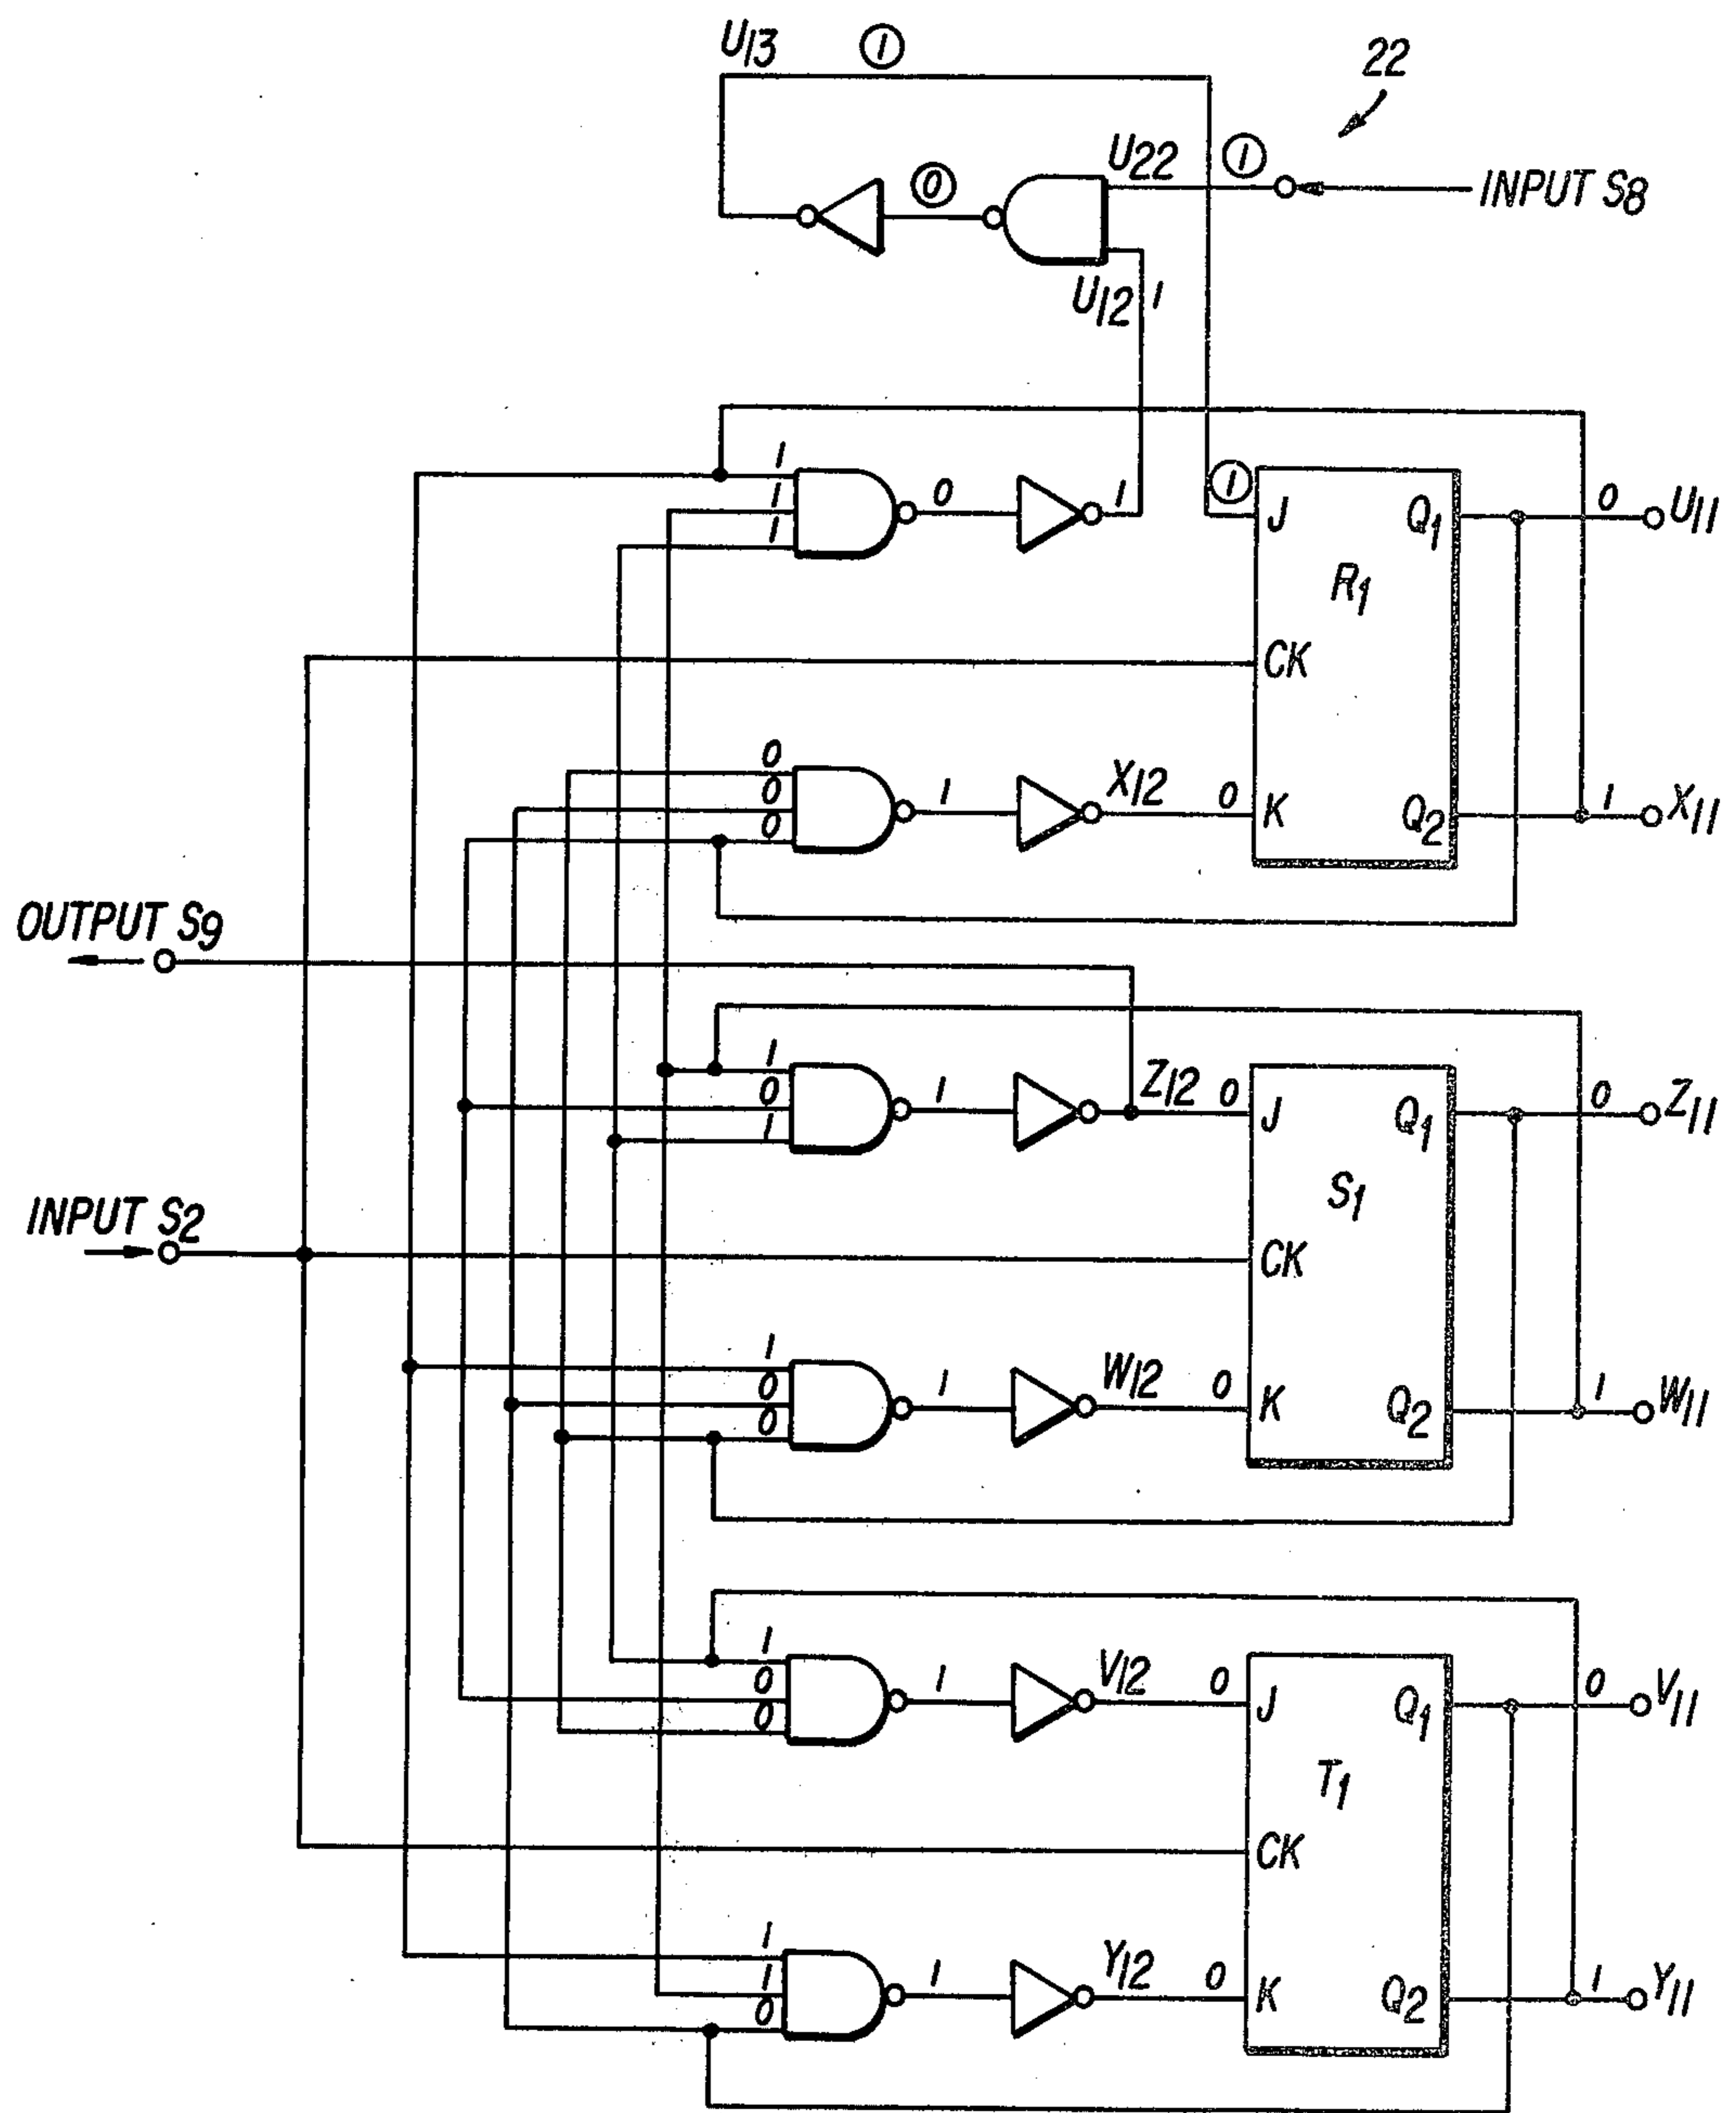 U13 ①
22
U22 ①
INPUT S8
⓪
U12 1
1
1
1
0
1
①
J
Q1
0
U11
R1
CK
0
0
0
1
X12
0
K
Q2
1
X11
OUTPUT S9
1
0
1
1
Z12
0
J
Q1
0
Z11
S1
INPUT S2
CK
1
0
0
1
W12
0
K
Q2
1
W11
1
0
0
1
V12
0
J
Q1
0
V11
T1
CK
1
1
0
1
Y12
0
K
Q2
1
Y11